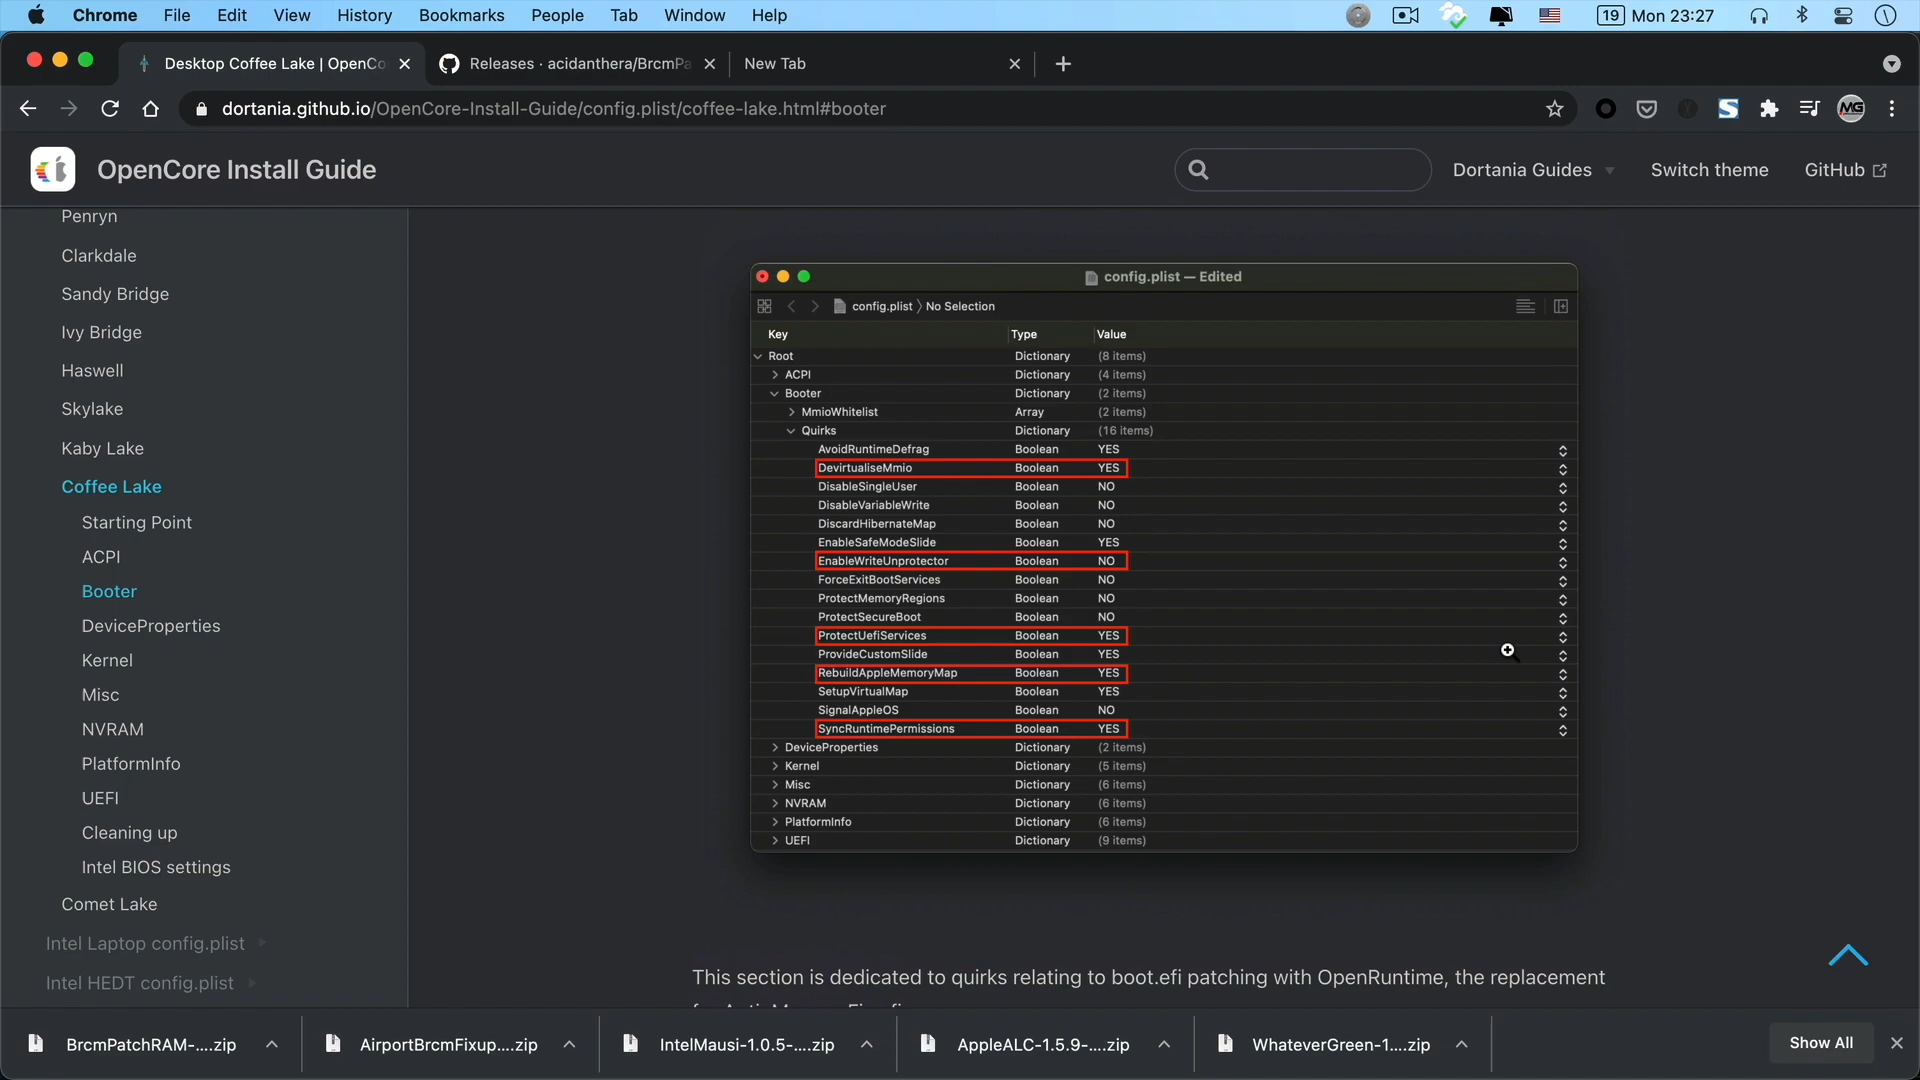 Chrome File Edit View History Bookmarks People Tab Window Help 19 Mon 23:27
Desktop Coffee Lake | OpenCo Releases · acidanthera/BrcmPa New Tab
dortania.github.io/OpenCore-Install-Guide/config.plist/coffee-lake.html#booter MG
OpenCore Install Guide Dortania Guides Switch theme GitHub
Penryn
Clarkdale
Sandy Bridge
Ivy Bridge
Haswell
Skylake
Kaby Lake
Coffee Lake
Starting Point
ACPI
Booter
DeviceProperties
Kernel
Misc
NVRAM
PlatformInfo
UEFI
Cleaning up
Intel BIOS settings
Comet Lake
Intel Laptop config.plist
Intel HEDT config.plist
config.plist — Edited
config.plist 〉 No Selection
Key Type Value
Root Dictionary (8 items)
ACPI Dictionary (4 items)
Booter Dictionary (2 items)
MmioWhitelist Array (2 items)
Quirks Dictionary (16 items)
AvoidRuntimeDefrag Boolean YES
DevirtualiseMmio Boolean YES
DisableSingleUser Boolean NO
DisableVariableWrite Boolean NO
DiscardHibernateMap Boolean NO
EnableSafeModeSlide Boolean YES
EnableWriteUnprotector Boolean NO
ForceExitBootServices Boolean NO
ProtectMemoryRegions Boolean NO
ProtectSecureBoot Boolean NO
ProtectUefiServices Boolean YES
ProvideCustomSlide Boolean YES
RebuildAppleMemoryMap Boolean YES
SetupVirtualMap Boolean YES
SignalAppleOS Boolean NO
SyncRuntimePermissions Boolean YES
DeviceProperties Dictionary (2 items)
Kernel Dictionary (5 items)
Misc Dictionary (6 items)
NVRAM Dictionary (6 items)
PlatformInfo Dictionary (6 items)
UEFI Dictionary (9 items)
This section is dedicated to quirks relating to boot.efi patching with OpenRuntime, the replacement
BrcmPatchRAM-....zip AirportBrcmFixup....zip IntelMausi-1.0.5-....zip AppleALC-1.5.9-....zip WhateverGreen-1....zip Show All